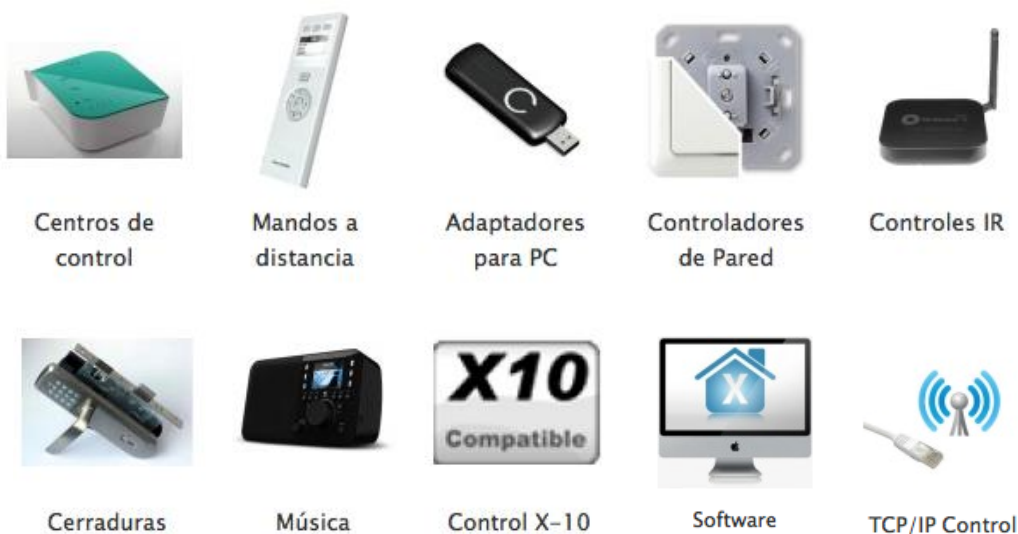 Centros de
control
Mandos a
distancia
Adaptadores
para PC
Controladores
de Pared
Controles IR
X10
Compatible
X
Cerraduras
Música
Control X-10
Software
TCP/IP Control